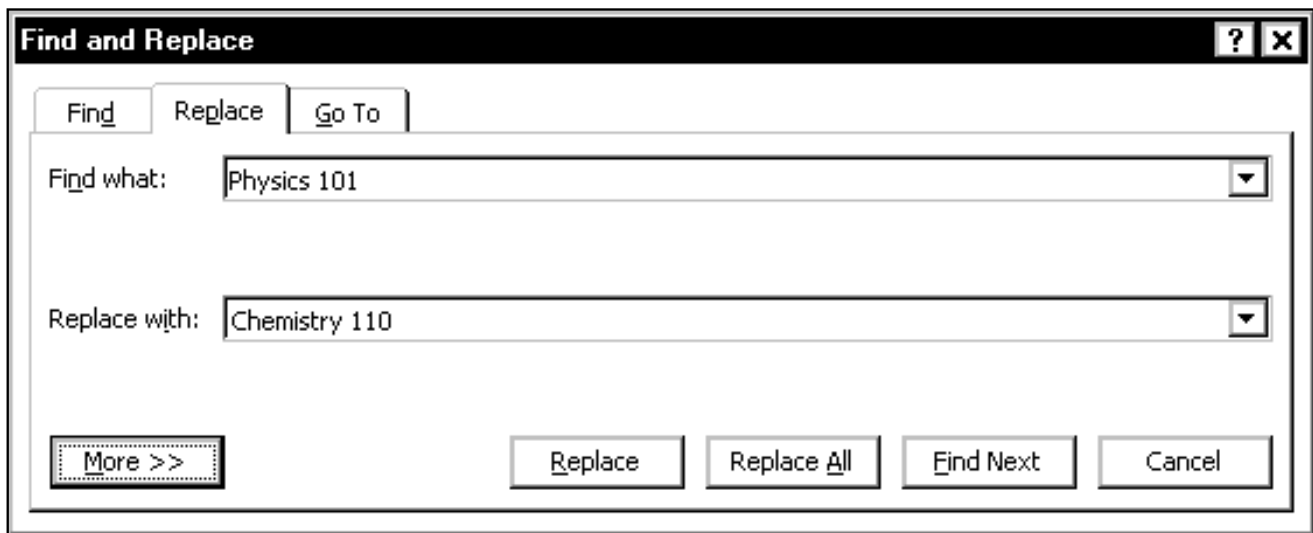 Find and Replace
Find Replace Go To
Find what: Physics 101
Replace with: Chemistry 110
More >> Replace Replace All Find Next Cancel